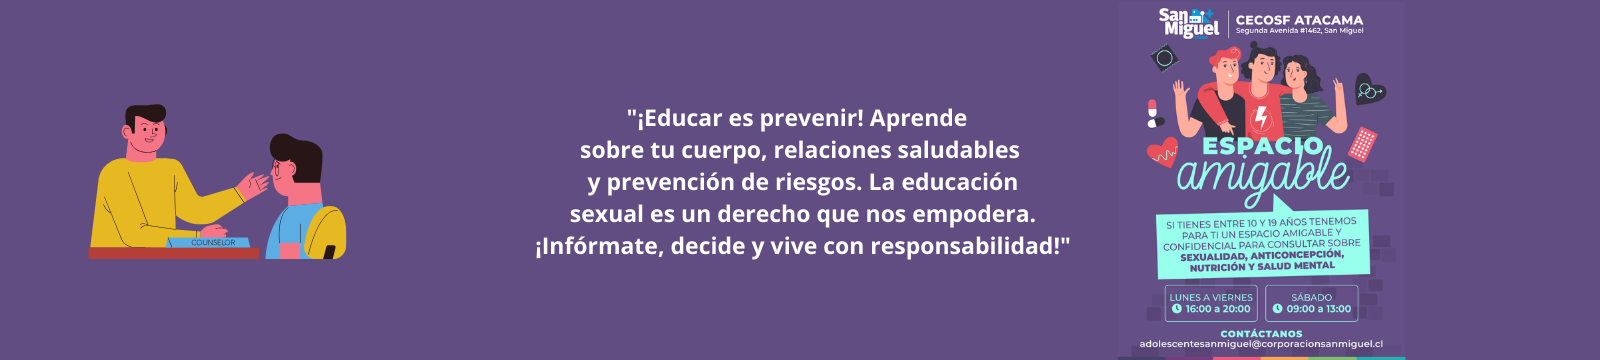 COUNSELOR
"¡Educar es prevenir! Aprende
sobre tu cuerpo, relaciones saludables
y prevención de riesgos. La educación
sexual es un derecho que nos empodera.
¡Infórmate, decide y vive con responsabilidad!"
San
Miguel
CECOSF ATACAMA
Segunda Avenida #1462, San Miguel
ESPACIO
amigable
SI TIENES ENTRE 10 Y 19 AÑOS TENEMOS
PARA TI UN ESPACIO AMIGABLE Y
CONFIDENCIAL PARA CONSULTAR SOBRE
SEXUALIDAD, ANTICONCEPCIÓN,
NUTRICIÓN Y SALUD MENTAL
LUNES A VIERNES
16:00 a 20:00
SÁBADO
09:00 a 13:00
CONTÁCTANOS
adolescentesanmiguel@corporacionsanmiguel.cl